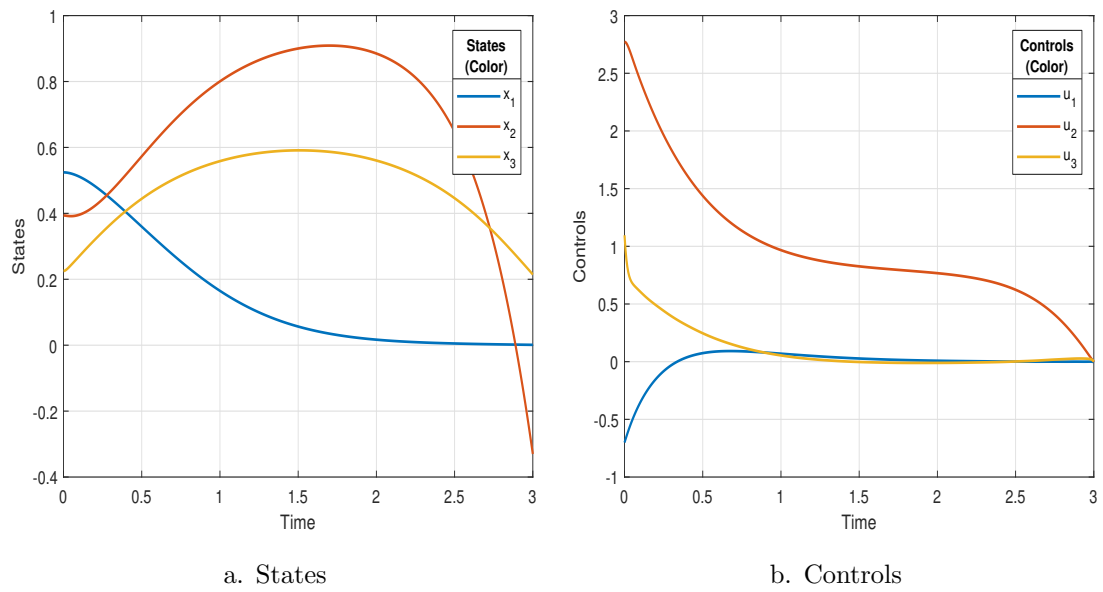 States
(Color)
x1
x2
x3
1
0.8
0.6
0.4
0.2
0
-0.2
-0.4
States
0 0.5 1 1.5 2 2.5 3
Time
a. States
Controls
(Color)
u1
u2
u3
3
2.5
2
1.5
1
0.5
0
-0.5
-1
Controls
0 0.5 1 1.5 2 2.5 3
Time
b. Controls